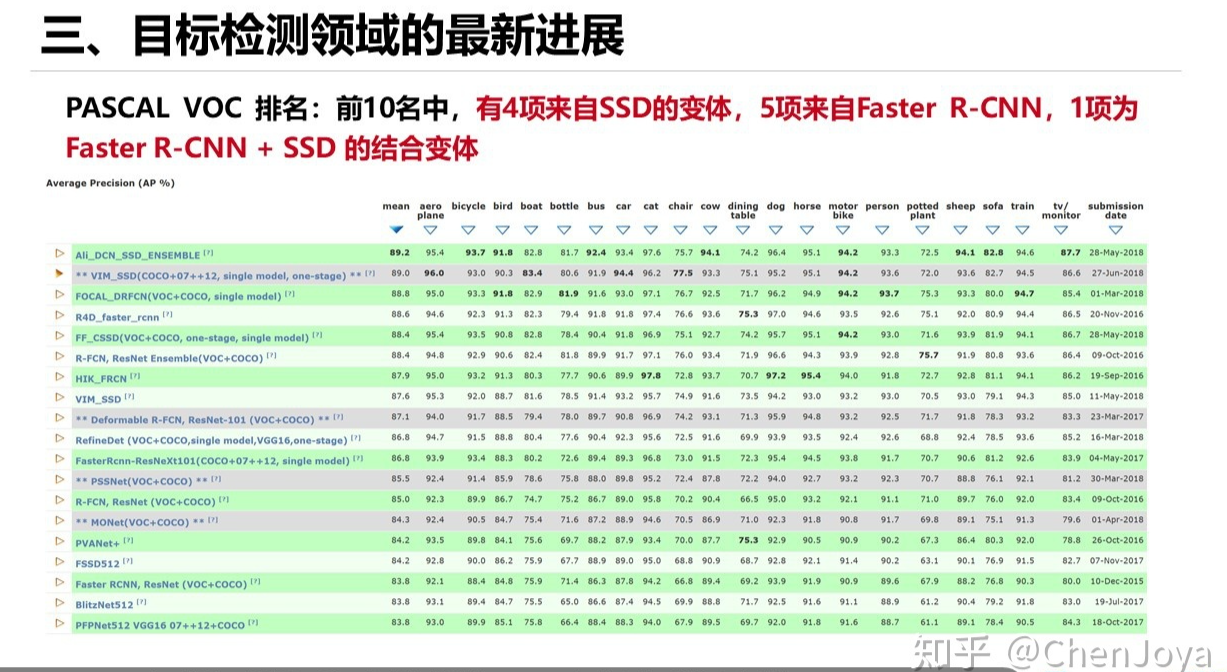 三、目标检测领域的最新进展
PASCAL VOC 排名：前10名中，有4项来自SSD的变体，5项来自Faster R-CNN，1项为
Faster R-CNN + SSD 的结合变体
Average Precision (AP %)
mean aero plane bicycle bird boat bottle bus car cat chair cow dining table dog horse motor bike person potted plant sheep sofa train tv/ monitor submission date
Ali_DCN_SSD_ENSEMBLE [?] 89.2 95.4 93.7 91.8 82.8 81.7 92.4 93.4 97.6 75.7 94.1 74.2 96.4 95.1 94.2 93.3 72.5 94.1 82.8 94.6 87.7 28-May-2018
** VIM_SSD(COCO+07++12, single model, one-stage) ** [?] 89.0 96.0 93.0 90.3 83.4 80.6 91.9 94.4 96.2 77.5 93.3 75.1 95.2 95.1 94.2 93.6 72.0 93.6 82.7 94.5 86.6 27-Jun-2018
FOCAL_DRFCN(VOC+COCO, single model) [?] 88.8 95.0 93.3 91.8 82.9 81.9 91.6 93.0 97.1 76.7 92.5 71.7 96.2 94.9 94.2 93.7 75.3 93.3 80.0 94.7 85.4 01-Mar-2018
R4D_faster_rcnn [?] 88.6 94.6 92.3 91.3 82.3 79.4 91.8 91.8 97.4 76.6 93.6 75.3 97.0 94.6 93.5 92.6 75.1 92.0 80.9 94.4 86.5 20-Nov-2016
FF_CSSD(VOC+COCO, one-stage, single model) [?] 88.4 95.4 93.5 90.8 82.8 78.4 90.4 91.8 96.9 75.1 92.7 74.2 95.7 95.1 94.2 93.0 71.6 93.9 81.9 94.1 86.7 28-May-2018
R-FCN, ResNet Ensemble(VOC+COCO) [?] 88.4 94.8 92.9 90.6 82.4 81.8 89.9 91.7 97.1 76.0 93.4 71.9 96.6 94.3 93.9 92.8 75.7 91.9 80.8 93.6 86.4 09-Oct-2016
HIK_FRCN [?] 87.9 95.0 93.2 91.3 80.3 77.7 90.6 89.9 97.8 72.8 93.7 70.7 97.2 95.4 94.0 91.8 72.7 92.8 81.1 94.1 86.2 19-Sep-2016
VIM_SSD [?] 87.6 95.3 92.0 88.7 81.6 78.5 91.4 93.2 95.7 74.9 91.6 73.5 94.2 93.0 93.2 93.0 70.5 93.0 79.1 94.3 85.0 11-May-2018
** Deformable R-FCN, ResNet-101 (VOC+COCO) ** [?] 87.1 94.0 91.7 88.5 79.4 78.0 89.7 90.8 96.9 74.2 93.1 71.3 95.9 94.8 93.2 92.5 71.7 91.8 78.3 93.2 83.3 23-Mar-2017
RefineDet (VOC+COCO,single model,VGG16,one-stage) [?] 86.8 94.7 91.5 88.8 80.4 77.6 90.4 92.3 95.6 72.5 91.6 69.9 93.9 93.5 92.4 92.6 68.8 92.4 78.5 93.6 85.2 16-Mar-2018
FasterRcnn-ResNeXt101(COCO+07++12, single model) [?] 86.8 93.9 93.4 88.3 80.2 72.6 89.4 89.3 96.8 73.0 91.5 72.3 95.4 94.5 93.8 91.7 70.7 90.6 81.2 92.6 83.9 04-May-2017
** PSSNet(VOC+COCO) ** [?] 85.5 92.4 91.4 85.9 78.6 75.8 88.0 89.8 95.2 72.4 87.8 72.2 94.0 92.7 93.2 92.3 70.7 88.8 76.1 92.1 81.2 30-Mar-2018
R-FCN, ResNet (VOC+COCO) [?] 85.0 92.3 89.9 86.7 74.7 75.2 86.7 89.0 95.8 70.2 90.4 66.5 95.0 93.2 92.1 91.1 71.0 89.7 76.0 92.0 83.4 09-Oct-2016
** MONet(VOC+COCO) ** [?] 84.3 92.4 90.5 84.7 75.4 71.6 87.2 88.9 94.6 70.5 86.9 71.0 92.3 91.8 90.8 91.7 69.8 89.1 75.1 91.3 79.6 01-Apr-2018
PVANet+ [?] 84.2 93.5 89.8 84.1 75.6 69.7 88.2 87.9 93.4 70.0 87.7 75.3 92.9 90.5 90.9 90.2 67.3 86.4 80.3 92.0 78.8 26-Oct-2016
FSSD512 [?] 84.2 92.8 90.0 86.2 75.9 67.7 88.9 89.0 95.0 68.8 90.9 68.7 92.8 92.1 91.4 90.2 63.1 90.1 76.9 91.5 82.7 07-Nov-2017
Faster RCNN, ResNet (VOC+COCO) [?] 83.8 92.1 88.4 84.8 75.9 71.4 86.3 87.8 94.2 66.8 89.4 69.2 93.9 91.9 90.9 89.6 67.9 88.2 76.8 90.3 80.0 10-Dec-2015
BlitzNet512 [?] 83.8 93.1 89.4 84.7 75.5 65.0 86.6 87.4 94.5 69.9 88.8 71.7 92.5 91.6 91.1 88.9 61.2 90.4 79.2 91.8 83.0 19-Jul-2017
PFPNet512 VGG16 07++12+COCO [?] 83.8 93.0 89.9 85.1 75.8 66.4 88.4 88.3 94.0 67.9 89.5 69.7 92.0 91.8 91.6 88.7 61.1 89.1 78.4 90.5 84.3 18-Oct-2017
知乎 @ChenJoya